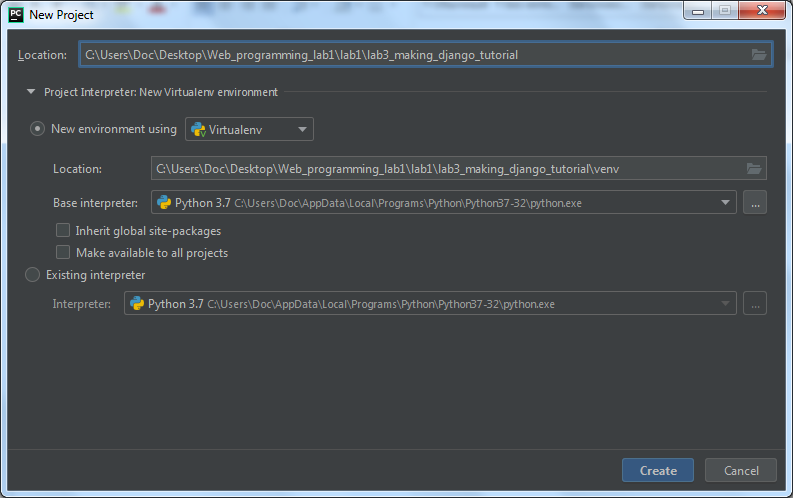 PC New Project
Location: C:\Users\Doc\Desktop\Web_programming_lab1\lab1\lab3_making_django_tutorial
Project Interpreter: New Virtualenv environment
New environment using Virtualenv
Location: C:\Users\Doc\Desktop\Web_programming_lab1\lab1\lab3_making_django_tutorial\venv
Base interpreter: Python 3.7 C:\Users\Doc\AppData\Local\Programs\Python\Python37-32\python.exe ...
Inherit global site-packages
Make available to all projects
Existing interpreter
Interpreter: Python 3.7 C:\Users\Doc\AppData\Local\Programs\Python\Python37-32\python.exe ...
Create Cancel